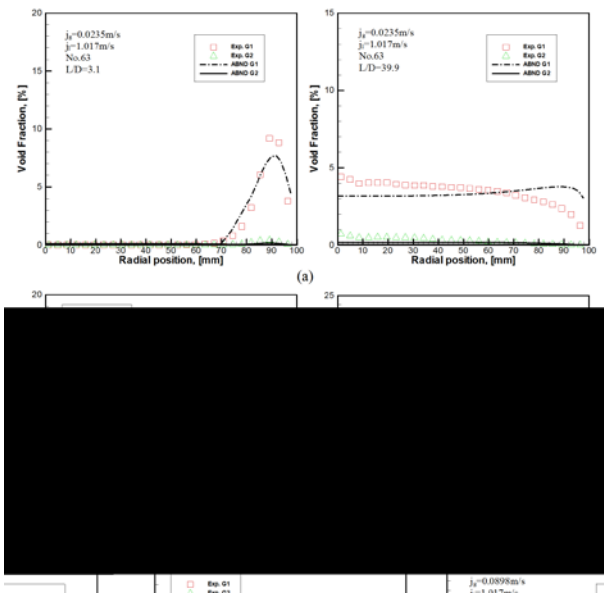 20
15
10
5
0
Void Fraction, [%]
j_g=0.0235m/s
j_l=1.017m/s
No.63
L/D=3.1
Exp. G1
Exp. G2
ABND G1
ABND G2
0 10 20 30 40 50 60 70 80 90 100
Radial position, [mm]
15
10
5
0
Void Fraction, [%]
j_g=0.0235m/s
j_l=1.017m/s
No.63
L/D=39.9
Exp. G1
Exp. G2
ABND G1
ABND G2
0 10 20 30 40 50 60 70 80 90 100
Radial position, [mm]
(a)
20
25
Exp. G1
j_g=0.0898m/s